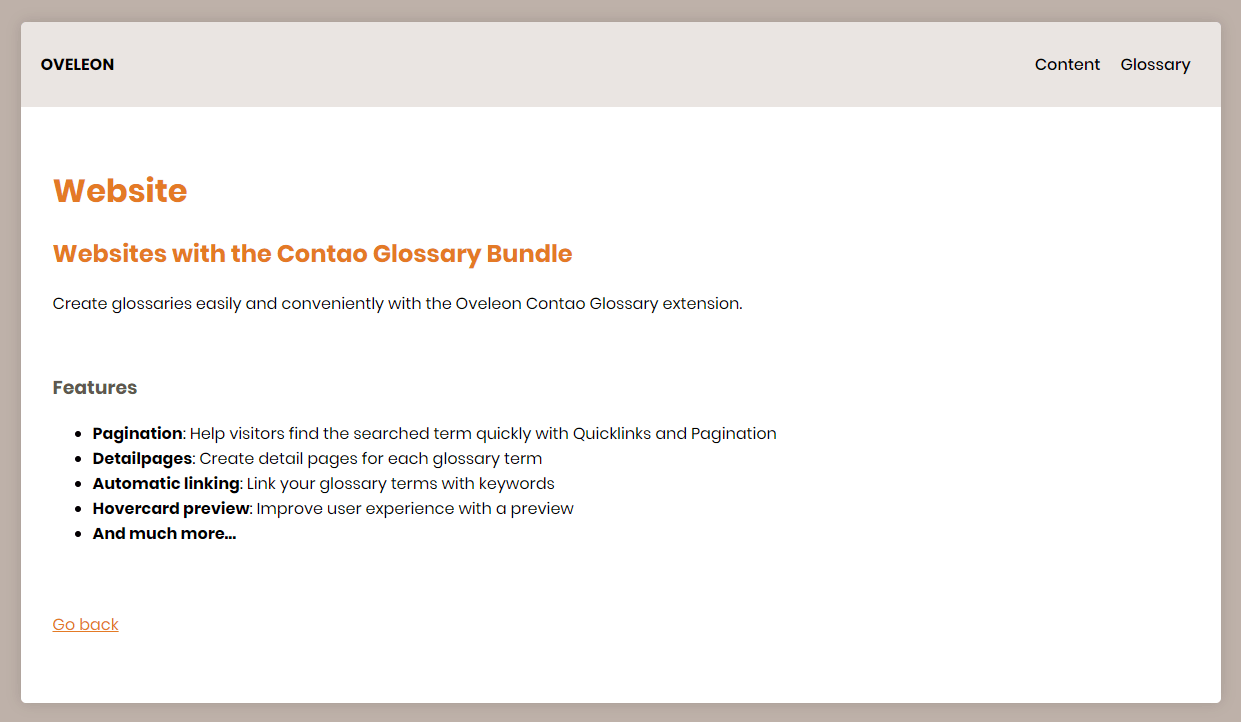 OVELEON
Content
Glossary
Website
Websites with the Contao Glossary Bundle
Create glossaries easily and conveniently with the Oveleon Contao Glossary extension.
Features
Pagination: Help visitors find the searched term quickly with Quicklinks and Pagination
Detailpages: Create detail pages for each glossary term
Automatic linking: Link your glossary terms with keywords
Hovercard preview: Improve user experience with a preview
And much more...
Go back